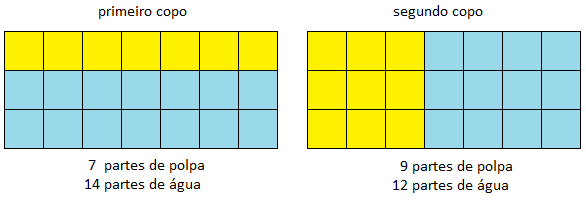 primeiro copo
segundo copo
7 partes de polpa
14 partes de água
9 partes de polpa
12 partes de água